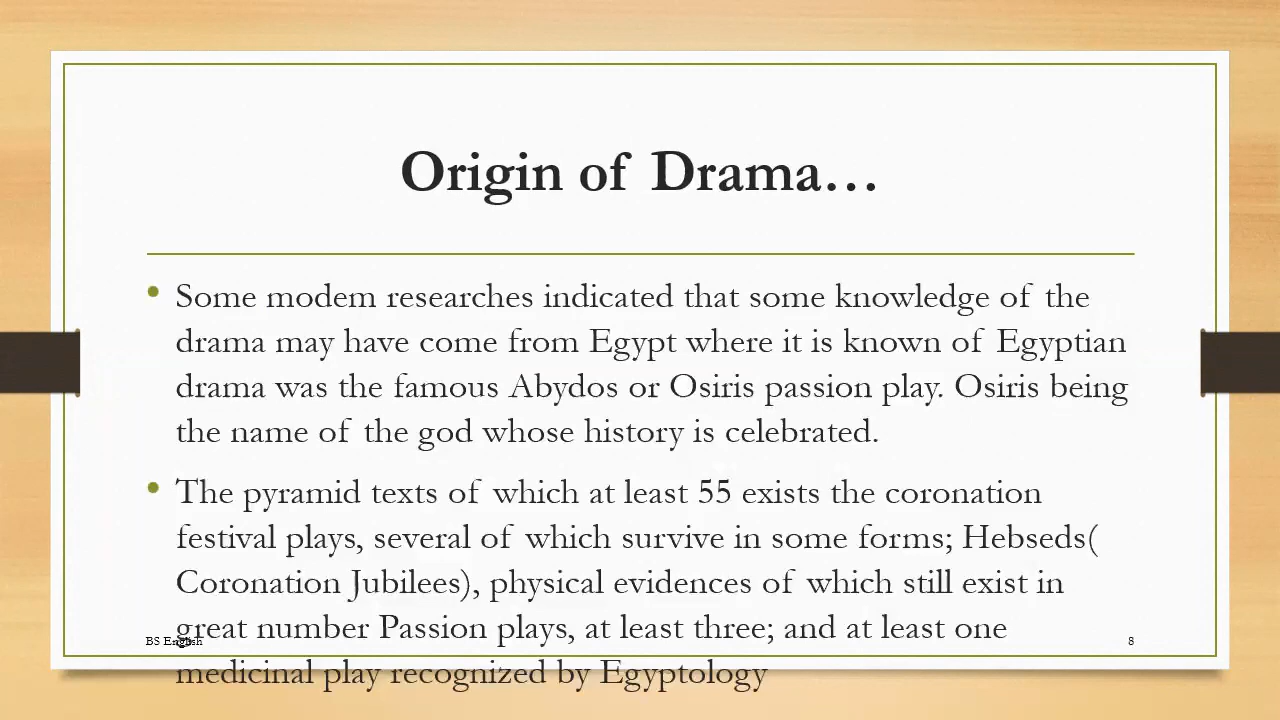 Origin of Drama…
• Some modem researches indicated that some knowledge of the
drama may have come from Egypt where it is known of Egyptian
drama was the famous Abydos or Osiris passion play. Osiris being
the name of the god whose history is celebrated.
• The pyramid texts of which at least 55 exists the coronation
festival plays, several of which survive in some forms; Hebseds(
Coronation Jubilees), physical evidences of which still exist in
great number Passion plays, at least three; and at least one
medicinal play recognized by Egyptology
BS English
8